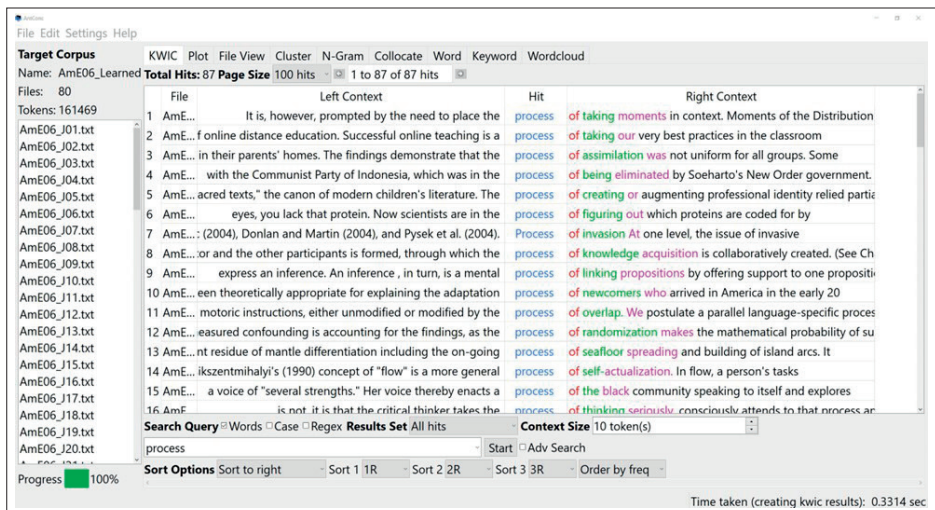 AntConc
File Edit Settings Help
Target Corpus
Name: AmE06_Learned
Files: 80
Tokens: 161469
AmE06_J01.txt
AmE06_J02.txt
AmE06_J03.txt
AmE06_J04.txt
AmE06_J05.txt
AmE06_J06.txt
AmE06_J07.txt
AmE06_J08.txt
AmE06_J09.txt
AmE06_J10.txt
AmE06_J11.txt
AmE06_J12.txt
AmE06_J13.txt
AmE06_J14.txt
AmE06_J15.txt
AmE06_J16.txt
AmE06_J17.txt
AmE06_J18.txt
AmE06_J19.txt
AmE06_J20.txt
Progress 100%
KWIC Plot File View Cluster N-Gram Collocate Word Keyword Wordcloud
Total Hits: 87 Page Size 100 hits 1 to 87 of 87 hits
File Left Context Hit Right Context
1 AmE... It is, however, prompted by the need to place the process of taking moments in context. Moments of the Distribution
2 AmE... f online distance education. Successful online teaching is a process of taking our very best practices in the classroom
3 AmE... in their parents' homes. The findings demonstrate that the process of assimilation was not uniform for all groups. Some
4 AmE... with the Communist Party of Indonesia, which was in the process of being eliminated by Soeharto's New Order government.
5 AmE... acred texts," the canon of modern children's literature. The process of creating or augmenting professional identity relied partia
6 AmE... eyes, you lack that protein. Now scientists are in the process of figuring out which proteins are coded for by
7 AmE... : (2004), Donlan and Martin (2004), and Pysek et al. (2004). Process of invasion At one level, the issue of invasive
8 AmE... :or and the other participants is formed, through which the process of knowledge acquisition is collaboratively created. (See Ch
9 AmE... express an inference. An inference , in turn, is a mental process of linking propositions by offering support to one propositi
10 AmE... een theoretically appropriate for explaining the adaptation process of newcomers who arrived in America in the early 20
11 AmE... motoric instructions, either unmodified or modified by the process of overlap. We postulate a parallel language-specific proces
12 AmE... easured confounding is accounting for the findings, as the process of randomization makes the mathematical probability of su
13 AmE... nt residue of mantle differentiation including the on-going process of seafloor spreading and building of island arcs. It
14 AmE... ikszentmihalyi's (1990) concept of "flow" is a more general process of self-actualization. In flow, a person's tasks
15 AmE... a voice of "several strengths." Her voice thereby enacts a process of the black community speaking to itself and explores
16 AmE... is not, it is that the critical thinker takes the process of thinking seriously, consciously attends to that process an
Search Query Words Case Regex Results Set All hits Context Size 10 token(s)
process Start Adv Search
Sort Options Sort to right Sort 1 1R Sort 2 2R Sort 3 3R Order by freq
Time taken (creating kwic results): 0.3314 sec